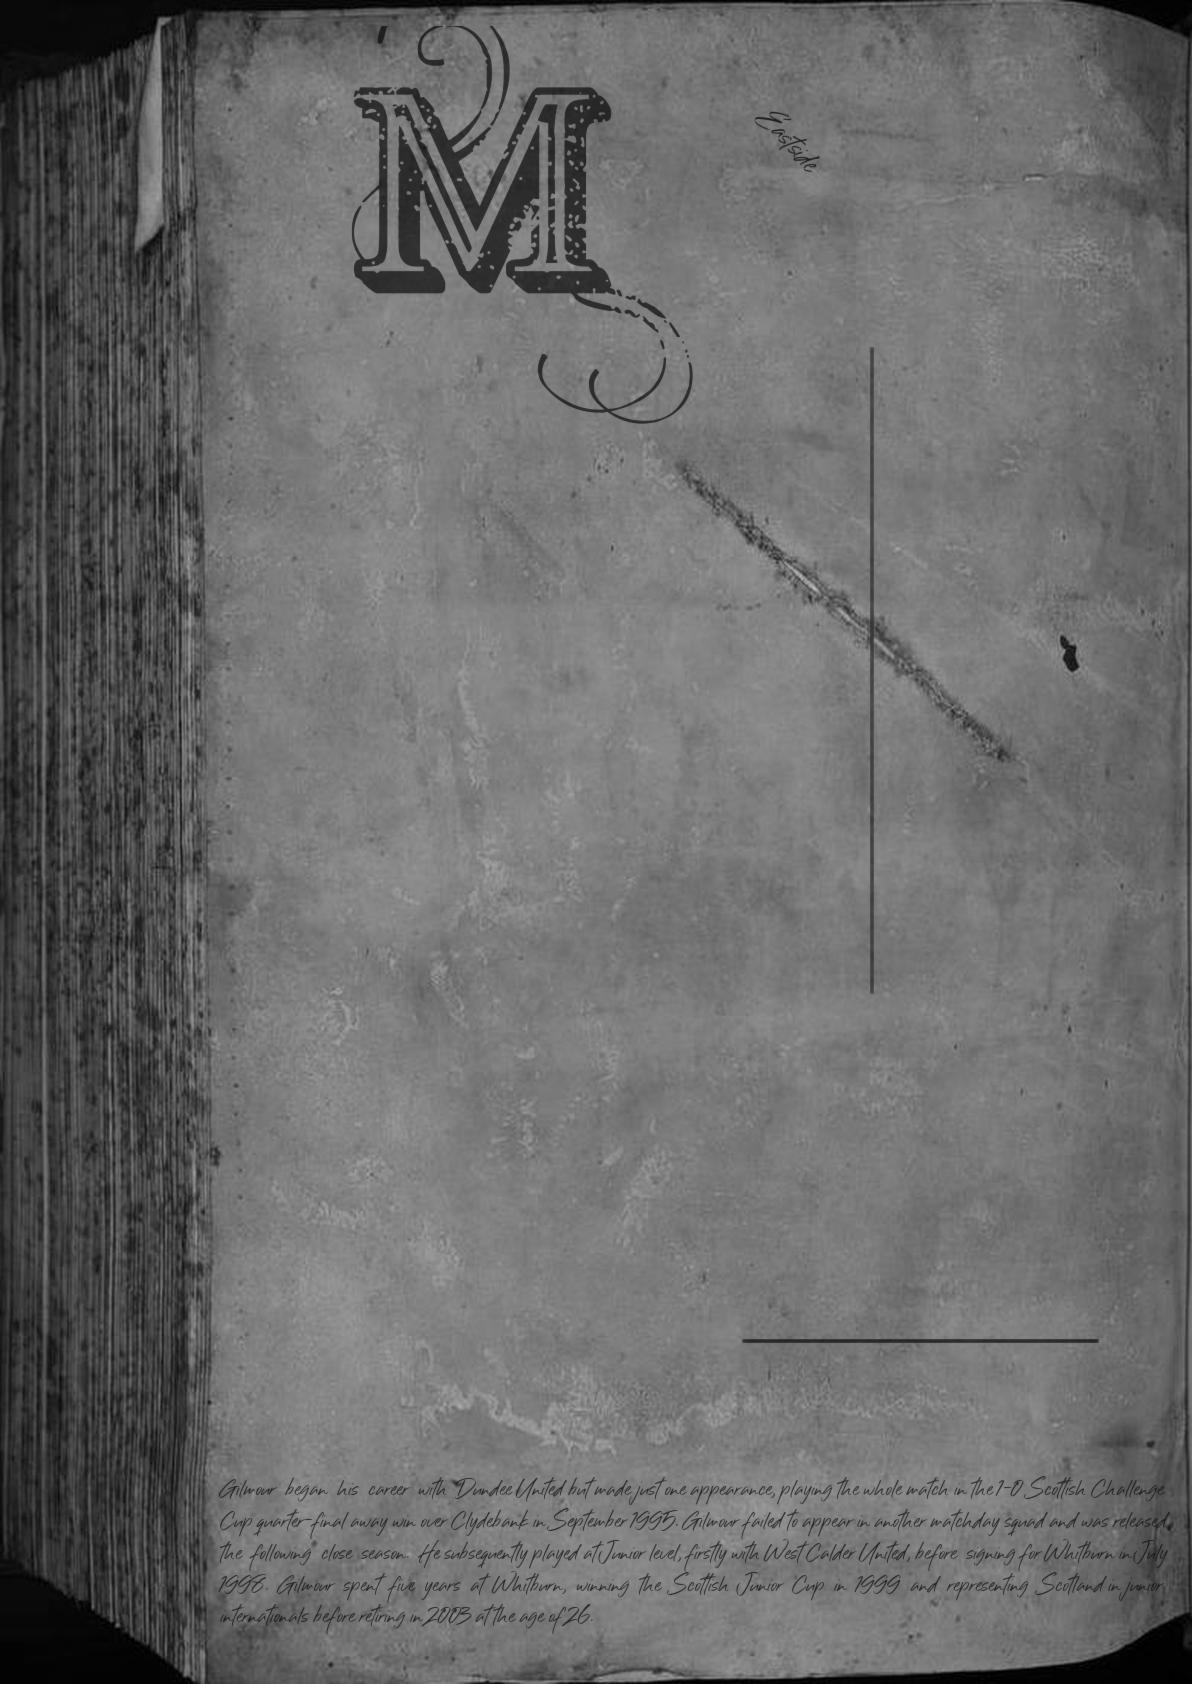 M
Eastside
Gilmour began his career with Dundee United but made just one appearance, playing the whole match in the 1-0 Scottish Challenge
Cup quarter-final away win over Clydebank in September 1995. Gilmour failed to appear in another matchday squad and was released
the following close season. He subsequently played at Junior level, firstly with West Calder United, before signing for Whitburn in July
1998. Gilmour spent five years at Whitburn, winning the Scottish Junior Cup in 1999 and representing Scotland in junior
internationals before retiring in 2003 at the age of 26.